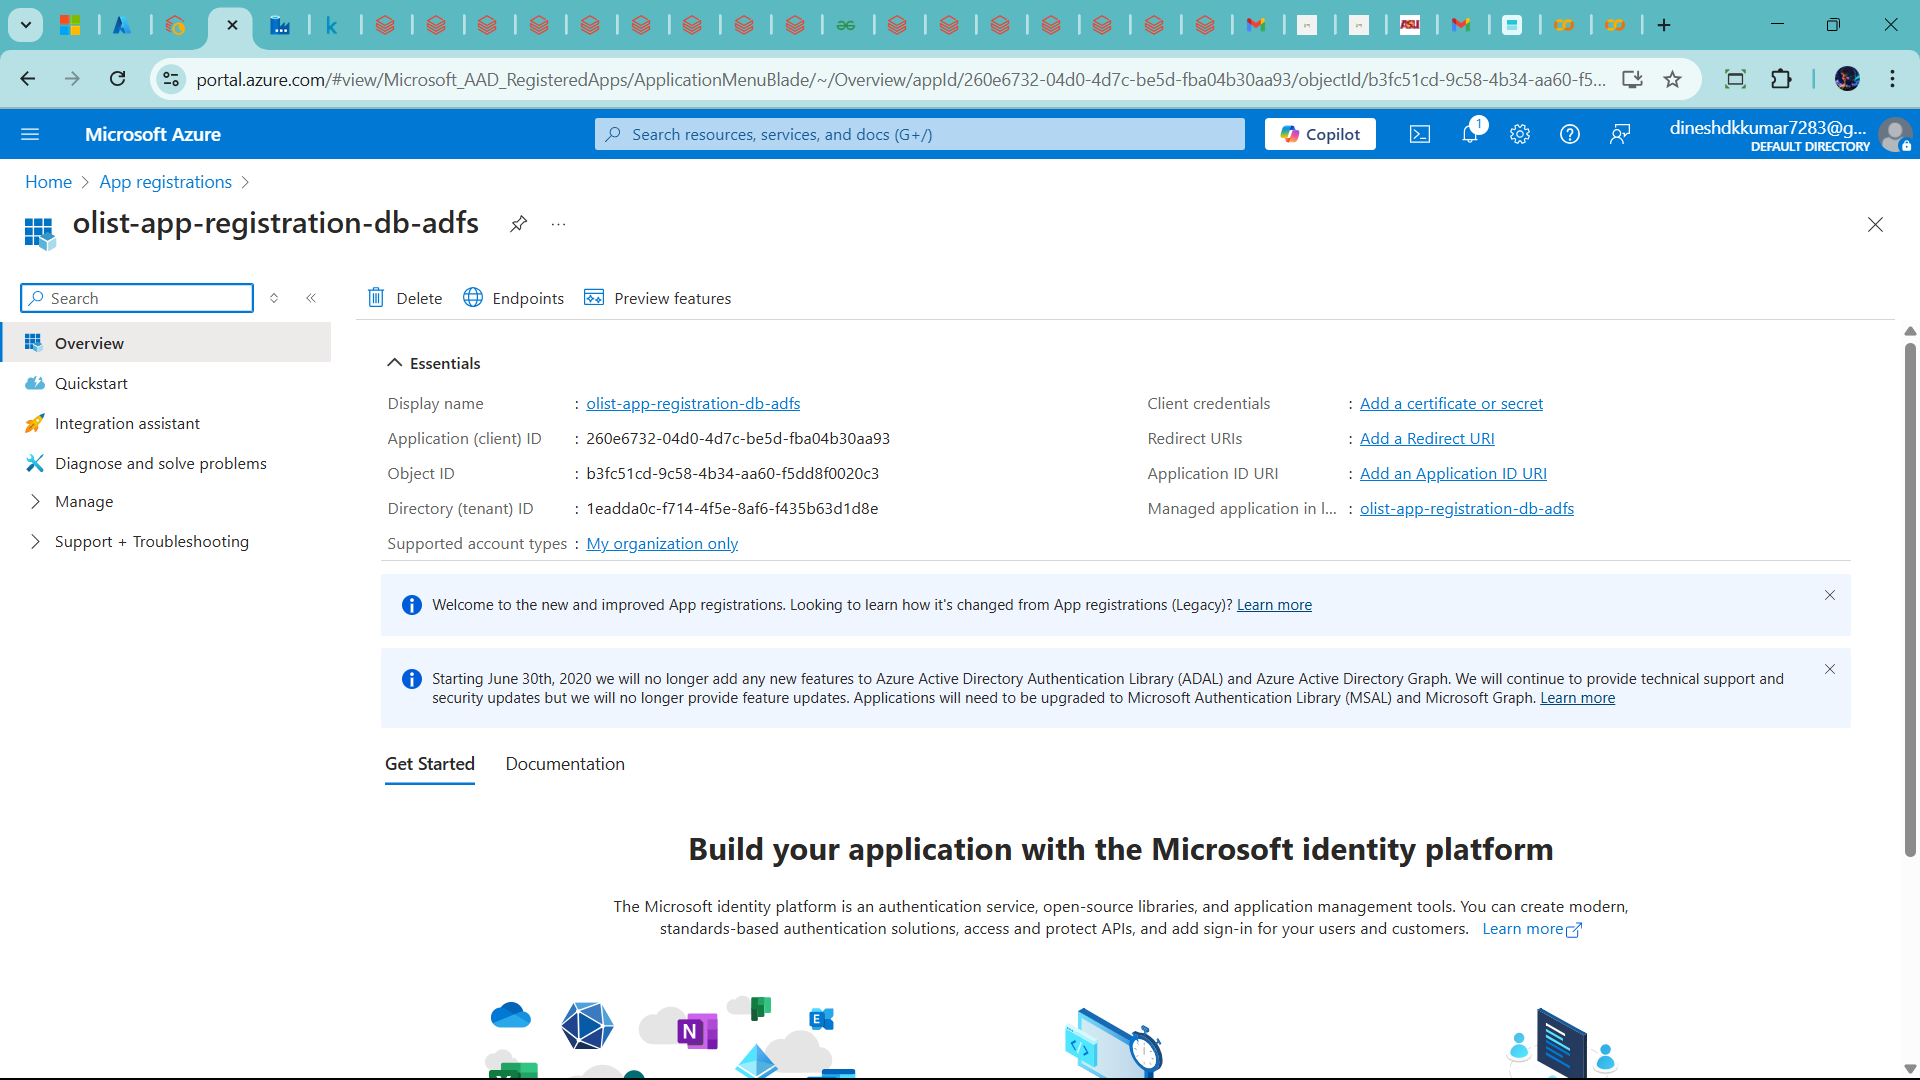 portal.azure.com/#view/Microsoft_AAD_RegisteredApps/ApplicationMenuBlade/~/Overview/appId/260e6732-04d0-4d7c-be5d-fba04b30aa93/objectId/b3fc51cd-9c58-4b34-aa60-f5...
Microsoft Azure
Search resources, services, and docs (G+/)
Copilot
1
dineshdkkumar7283@g...
DEFAULT DIRECTORY
Home > App registrations >
olist-app-registration-db-adfs
Search
Delete
Endpoints
Preview features
Overview
Quickstart
Integration assistant
Diagnose and solve problems
Manage
Support + Troubleshooting
Essentials
Display name : olist-app-registration-db-adfs
Application (client) ID : 260e6732-04d0-4d7c-be5d-fba04b30aa93
Object ID : b3fc51cd-9c58-4b34-aa60-f5dd8f0020c3
Directory (tenant) ID : 1eadda0c-f714-4f5e-8af6-f435b63d1d8e
Supported account types : My organization only
Client credentials : Add a certificate or secret
Redirect URIs : Add a Redirect URI
Application ID URI : Add an Application ID URI
Managed application in l... : olist-app-registration-db-adfs
Welcome to the new and improved App registrations. Looking to learn how it's changed from App registrations (Legacy)? Learn more
Starting June 30th, 2020 we will no longer add any new features to Azure Active Directory Authentication Library (ADAL) and Azure Active Directory Graph. We will continue to provide technical support and
security updates but we will no longer provide feature updates. Applications will need to be upgraded to Microsoft Authentication Library (MSAL) and Microsoft Graph. Learn more
Get Started
Documentation
Build your application with the Microsoft identity platform
The Microsoft identity platform is an authentication service, open-source libraries, and application management tools. You can create modern,
standards-based authentication solutions, access and protect APIs, and add sign-in for your users and customers. Learn more
N
E